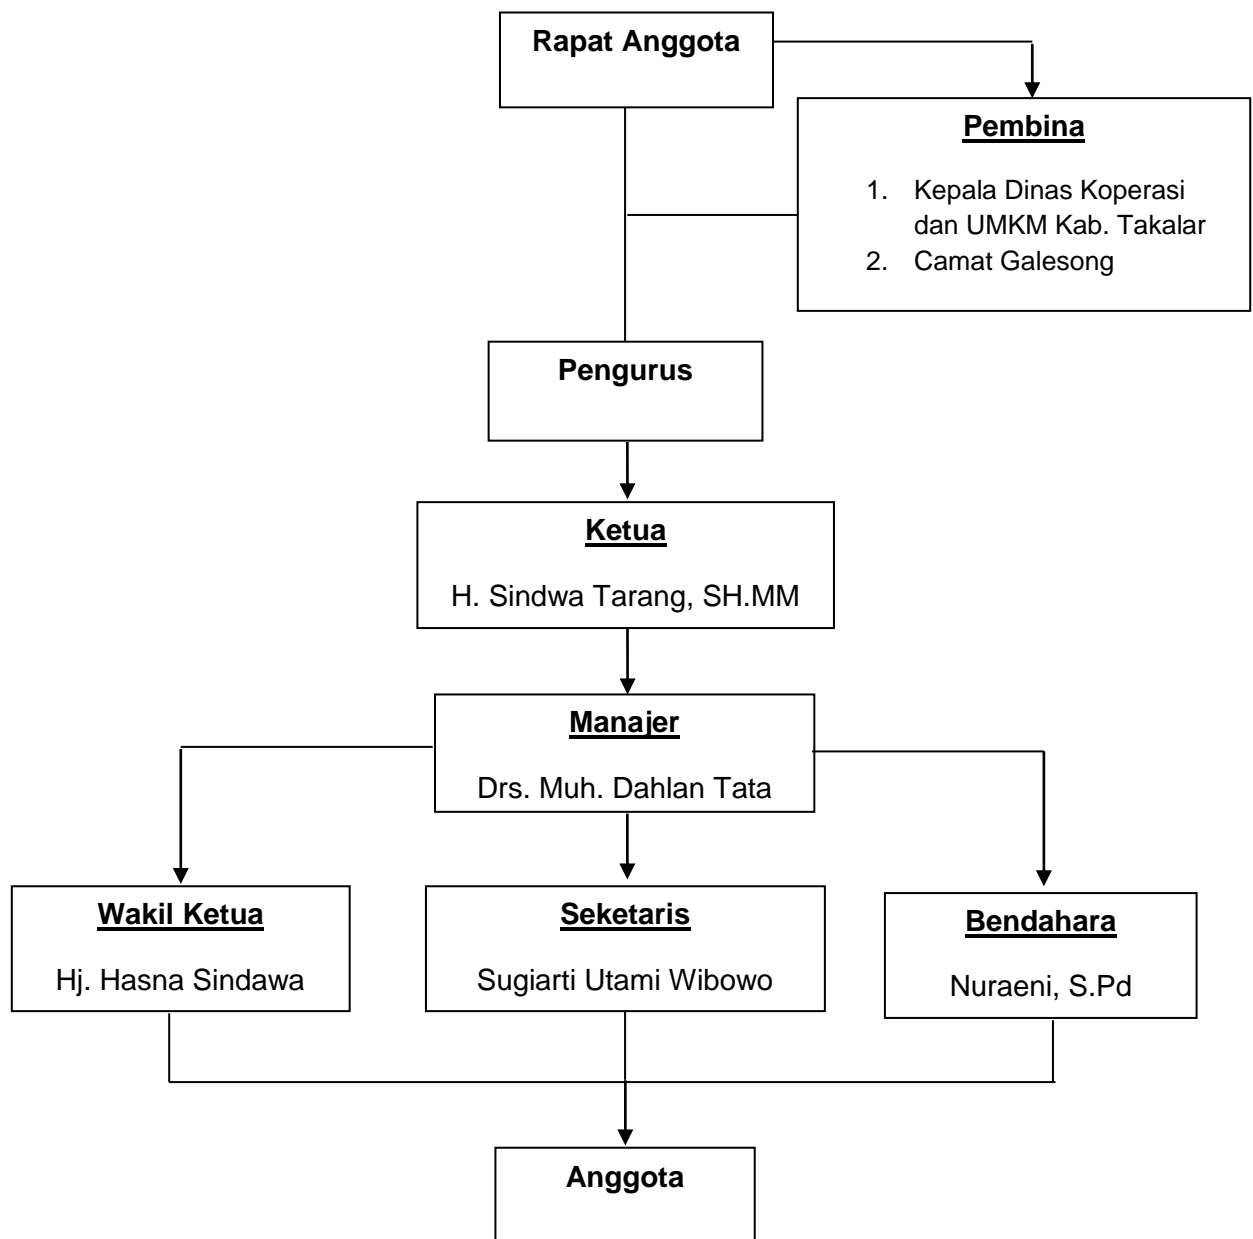 Rapat Anggota
Pembina
1. Kepala Dinas Koperasi
dan UMKM Kab. Takalar
2. Camat Galesong
Pengurus
Ketua
H. Sindwa Tarang, SH.MM
Manajer
Drs. Muh. Dahlan Tata
Wakil Ketua
Hj. Hasna Sindawa
Seketaris
Sugiarti Utami Wibowo
Bendahara
Nuraeni, S.Pd
Anggota